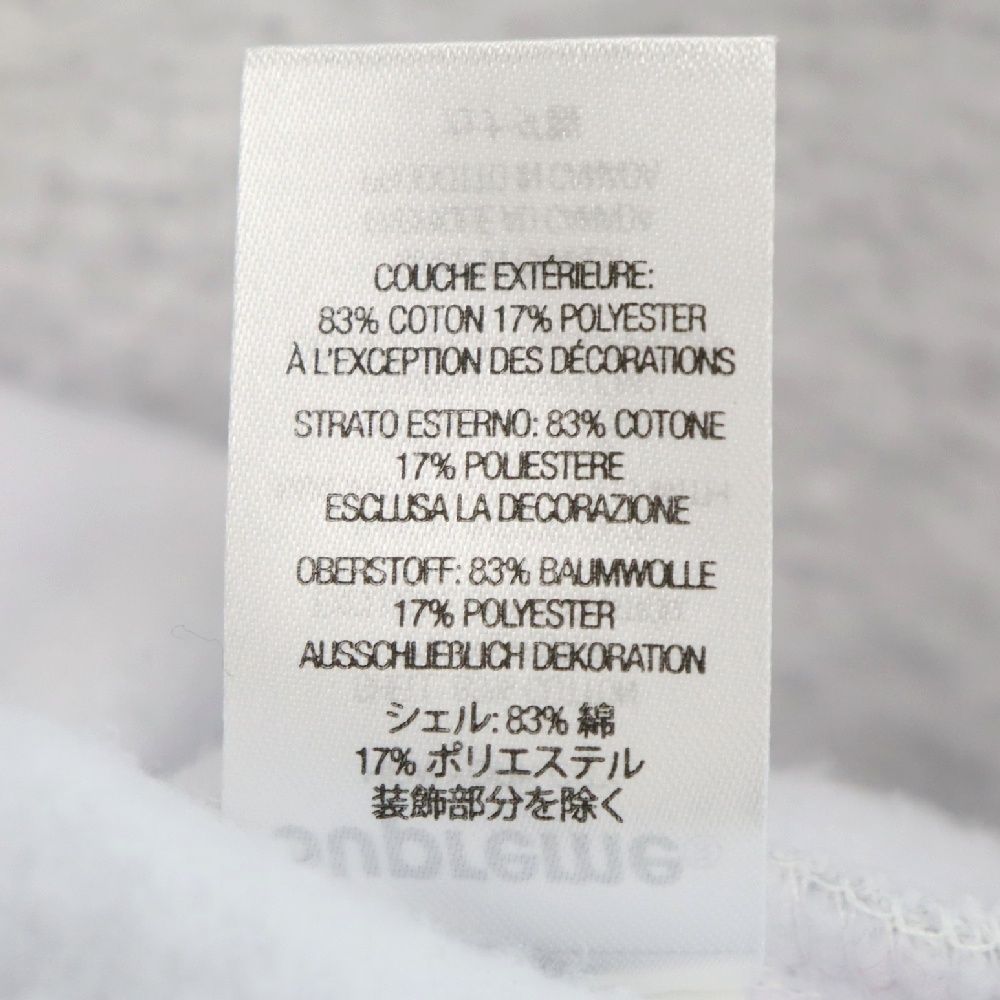 COUCHE EXTÉRIEURE:
83% COTON 17% POLYESTER
À L'EXCEPTION DES DÉCORATIONS
STRATO ESTERNO: 83% COTONE
17% POLIESTERE
ESCLUSA LA DECORAZIONE
OBERSTOFF: 83% BAUMWOLLE
17% POLYESTER
AUSSCHLIEBLICH DEKORATION
シェル: 83% 綿
17% ポリエステル
装飾部分を除く
Supreme®